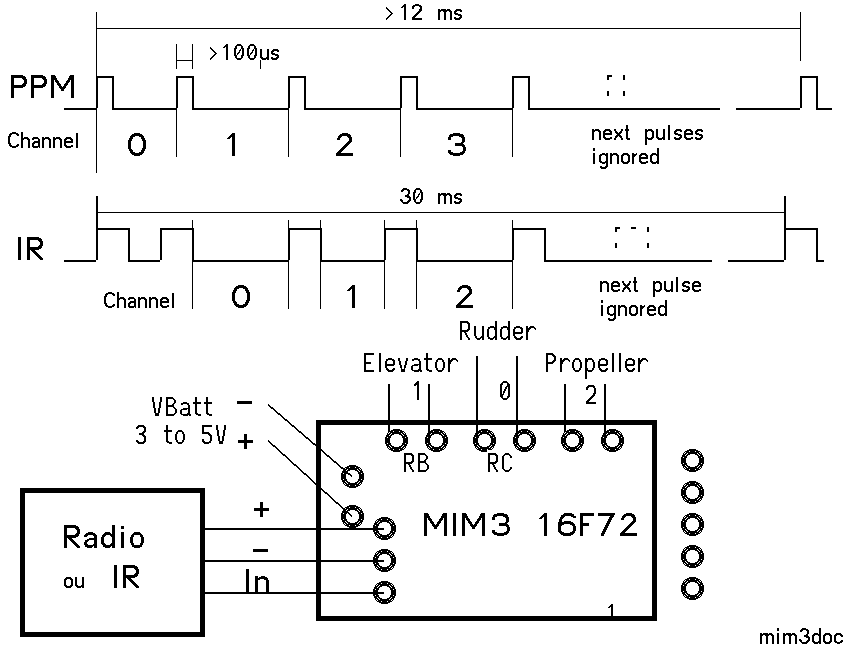 >12 ms
>100us
PPM
Channel 0 1 2 3 next pulses
ignored
30 ms
IR
Channel 0 1 2 next pulse
ignored
Rudder
Elevator Propeller
1 0 2
VBatt -
3 to 5V +
RB RC
MIM3 16F72
+
Radio
-
ou IR
In
1
mim3doc